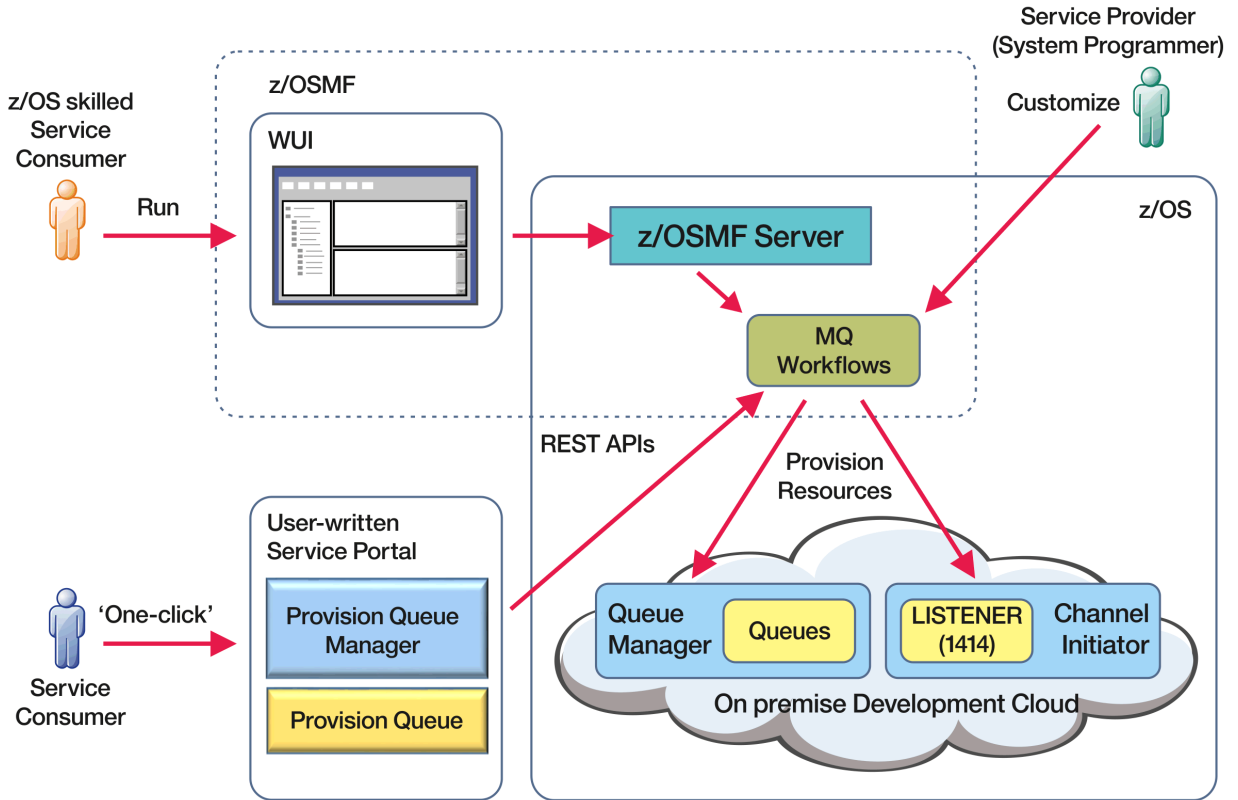 Service Provider
(System Programmer)
Customize
z/OSMF
z/OS skilled
Service
Consumer
Run
WUI
z/OS
z/OSMF Server
MQ
Workflows
REST APIs
Provision
Resources
User-written
Service Portal
Provision Queue
Manager
Provision Queue
'One-click'
Service
Consumer
Queue
Manager
Queues
LISTENER
(1414)
Channel
Initiator
On premise Development Cloud